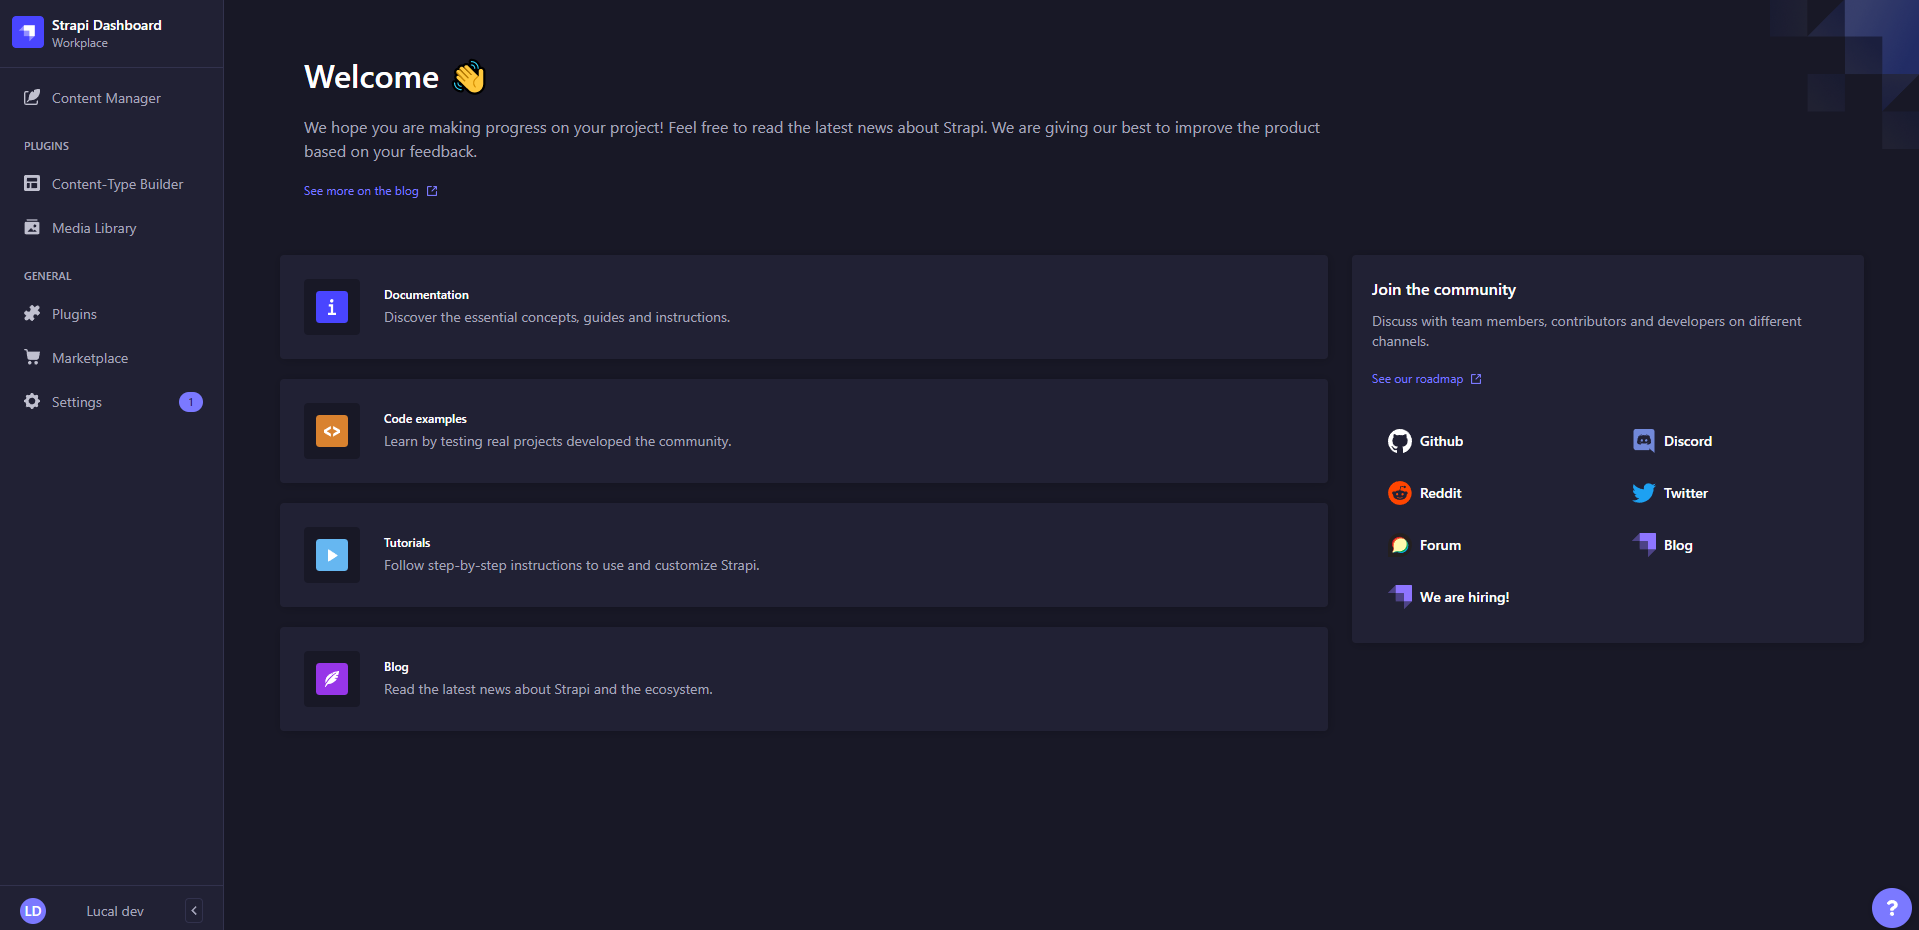 Strapi Dashboard
Workplace
Content Manager
PLUGINS
Content-Type Builder
Media Library
GENERAL
Plugins
Marketplace
Settings 1
LD Lucal dev
Welcome 👋
We hope you are making progress on your project! Feel free to read the latest news about Strapi. We are giving our best to improve the product
based on your feedback.
See more on the blog
Documentation
Discover the essential concepts, guides and instructions.
Code examples
Learn by testing real projects developed the community.
Tutorials
Follow step-by-step instructions to use and customize Strapi.
Blog
Read the latest news about Strapi and the ecosystem.
Join the community
Discuss with team members, contributors and developers on different
channels.
See our roadmap
Github
Discord
Reddit
Twitter
Forum
Blog
We are hiring!
?